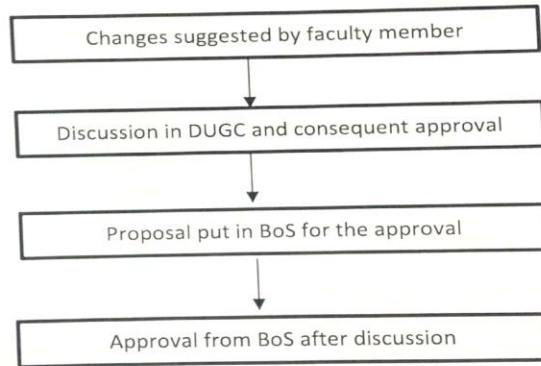 Changes suggested by faculty member
Discussion in DUGC and consequent approval
Proposal put in BoS for the approval
Approval from BoS after discussion